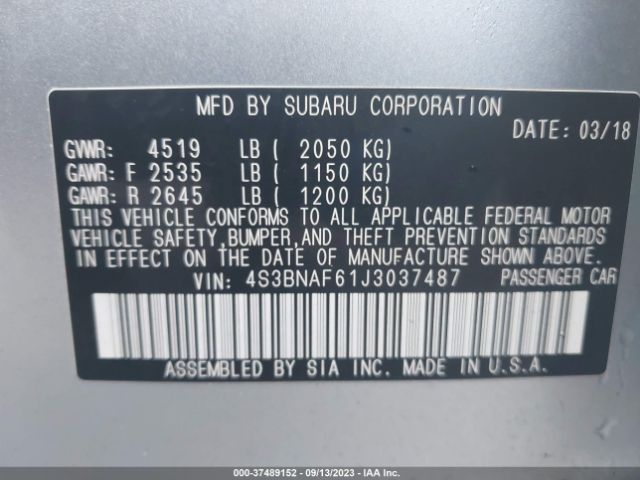 MFD BY SUBARU CORPORATION
DATE: 03/18
GVWR: 4519 LB ( 2050 KG)
GAWR: F 2535 LB ( 1150 KG)
GAWR: R 2645 LB ( 1200 KG)
THIS VEHICLE CONFORMS TO ALL APPLICABLE FEDERAL MOTOR
VEHICLE SAFETY,BUMPER,AND THEFT PREVENTION STANDARDS
IN EFFECT ON THE DATE OF MANUFACTURE SHOWN ABOVE.
VIN: 4S3BNAF61J3037487 PASSENGER CAR
ASSEMBLED BY SIA INC. MADE IN U.S.A.
000-37489152 - 09/13/2023 - IAAI.COM